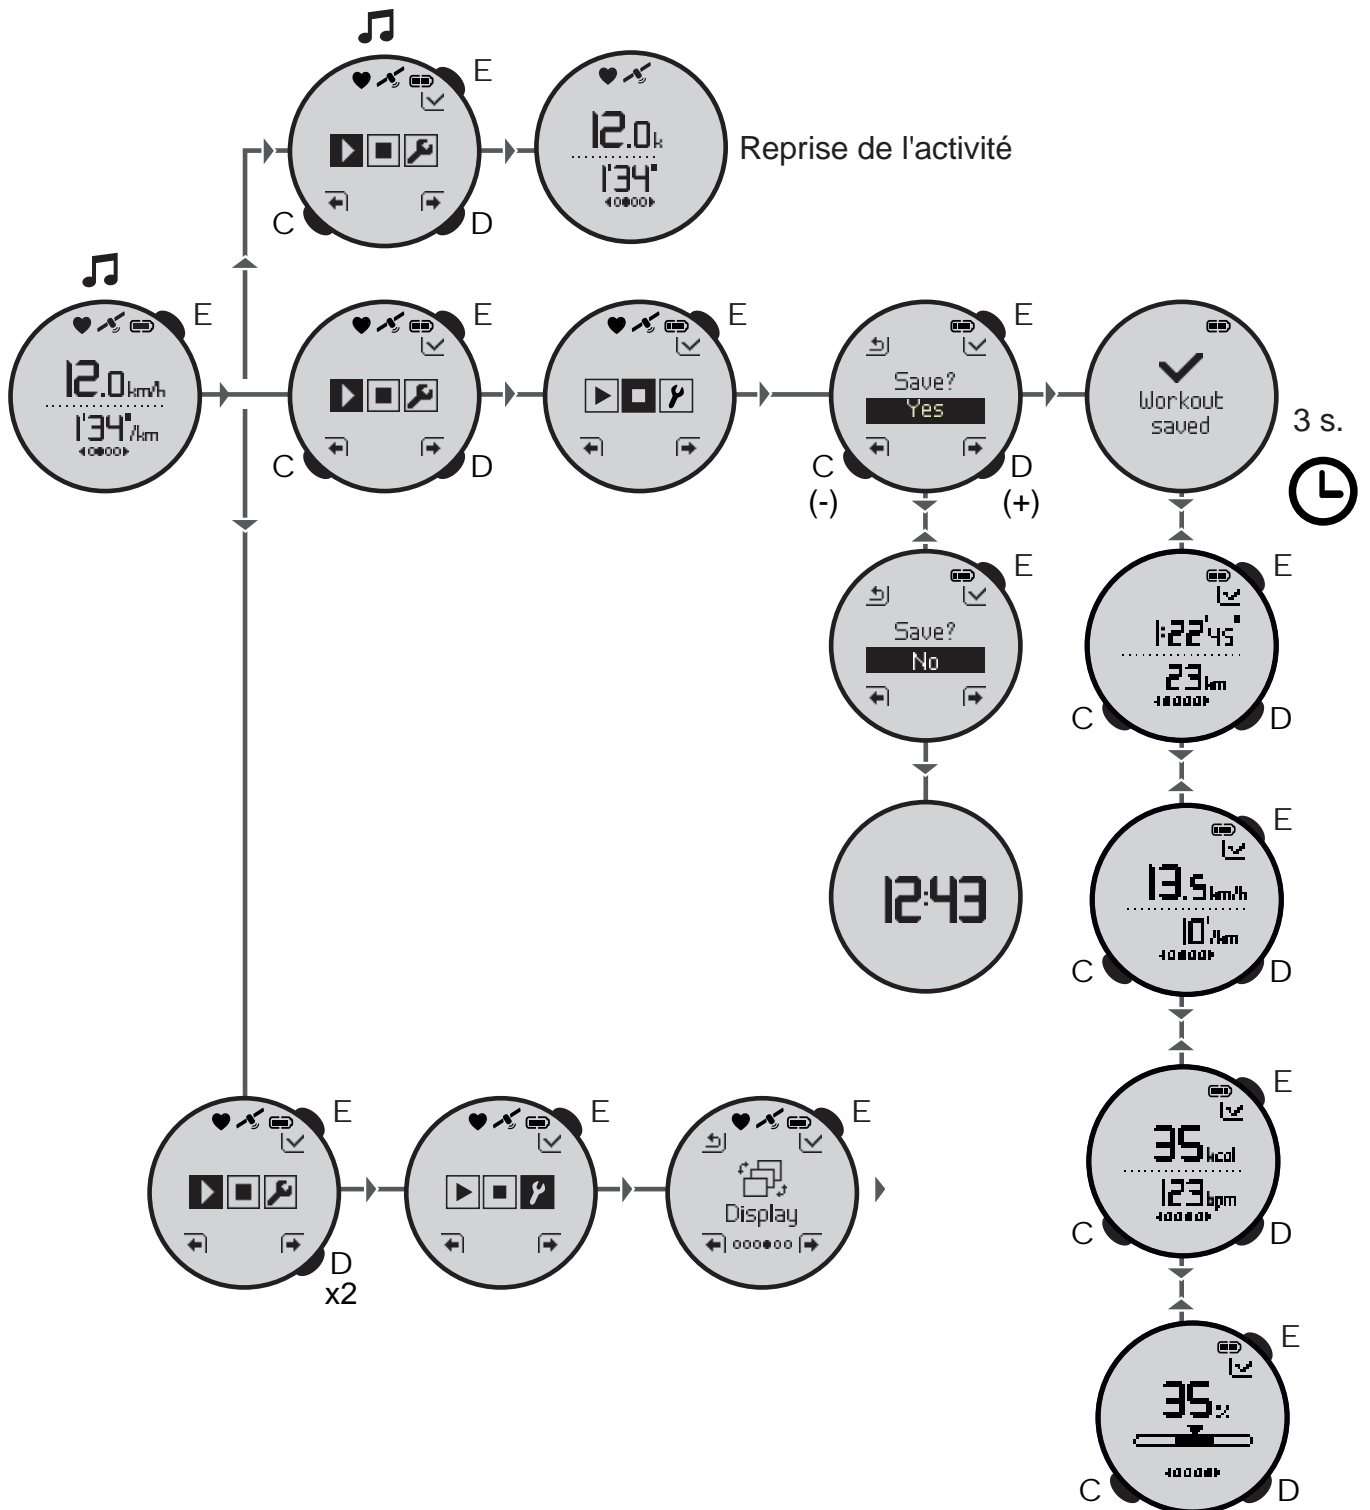 E
12.0k
1'34"
Reprise de l'activité
C
D
E
12.0km/h
1'34"/km
E
C
D
E
Save?
Yes
E
C
(-)
D
(+)
Workout
saved
3 s.
E
Save?
No
12:43
E
1:22'45"
23km
C
D
E
13.5km/h
10'/km
C
D
E
35kcal
123bpm
C
D
E
D
x2
E
E
Display
E
35%
C
D